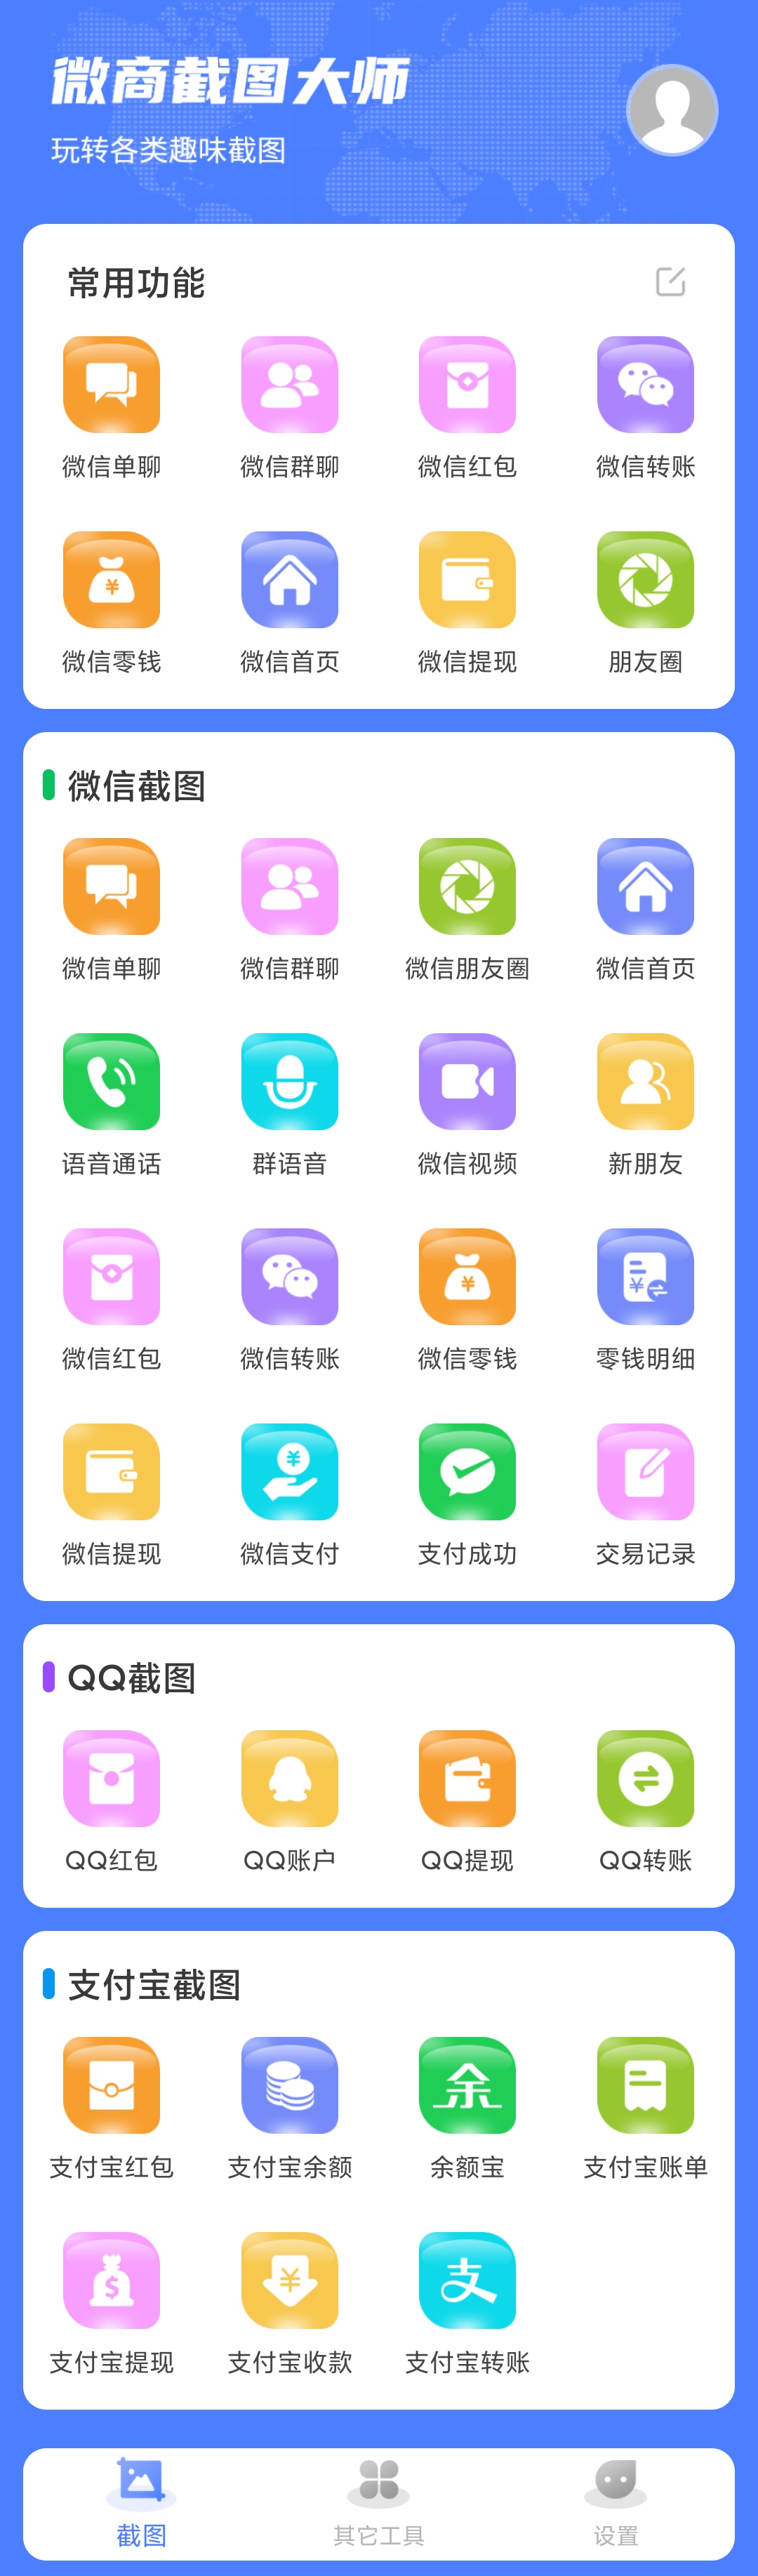 微商截图大师
玩转各类趣味截图
常用功能
微信单聊 微信群聊 微信红包 微信转账
¥
微信零钱 微信首页 微信提现 朋友圈
微信截图
微信单聊 微信群聊 微信朋友圈 微信首页
语音通话 群语音 微信视频 新朋友
¥ ¥
微信红包 微信转账 微信零钱 零钱明细
¥
微信提现 微信支付 支付成功 交易记录
QQ截图
QQ红包 QQ账户 QQ提现 QQ转账
支付宝截图
余
支付宝红包 支付宝余额 余额宝 支付宝账单
$ ¥ 支
支付宝提现 支付宝收款 支付宝转账
截图 其它工具 设置